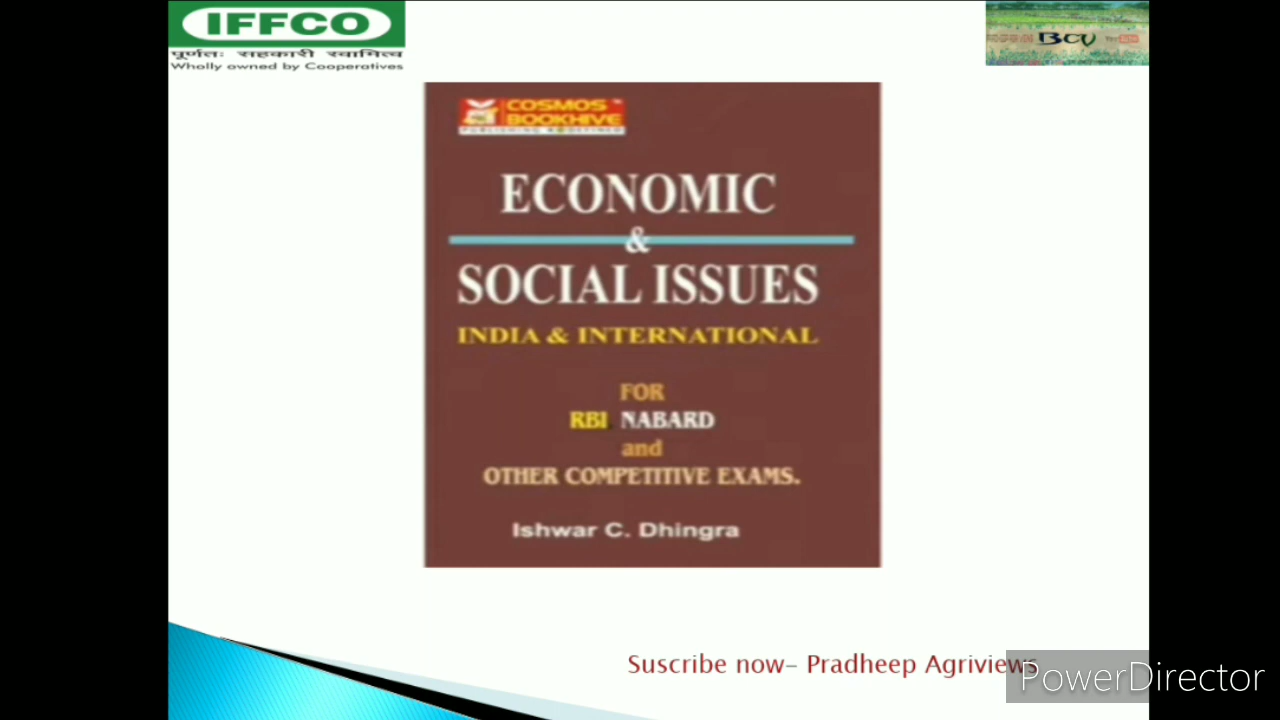 IFFCO
पूर्णतः सहकारी स्वामित्व
Wholly owned by Cooperatives
COSMOS
BOOKHIVE
ECONOMIC
&
SOCIAL ISSUES
INDIA & INTERNATIONAL
FOR
RBI, NABARD
and
OTHER COMPETITIVE EXAMS.
Ishwar C. Dhingra
Suscribe now- Pradheep Agriviews
PowerDirector